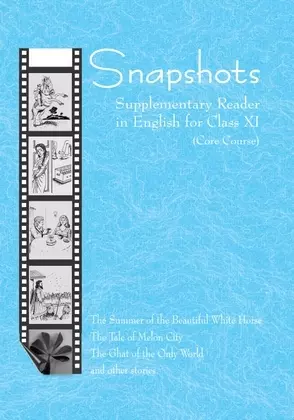 Snapshots
Supplementary Reader
in English for Class XI
(Core Course)
The Summer of the Beautiful White Horse
The Tale of Melon City
The Ghat of the Only World
and other stories